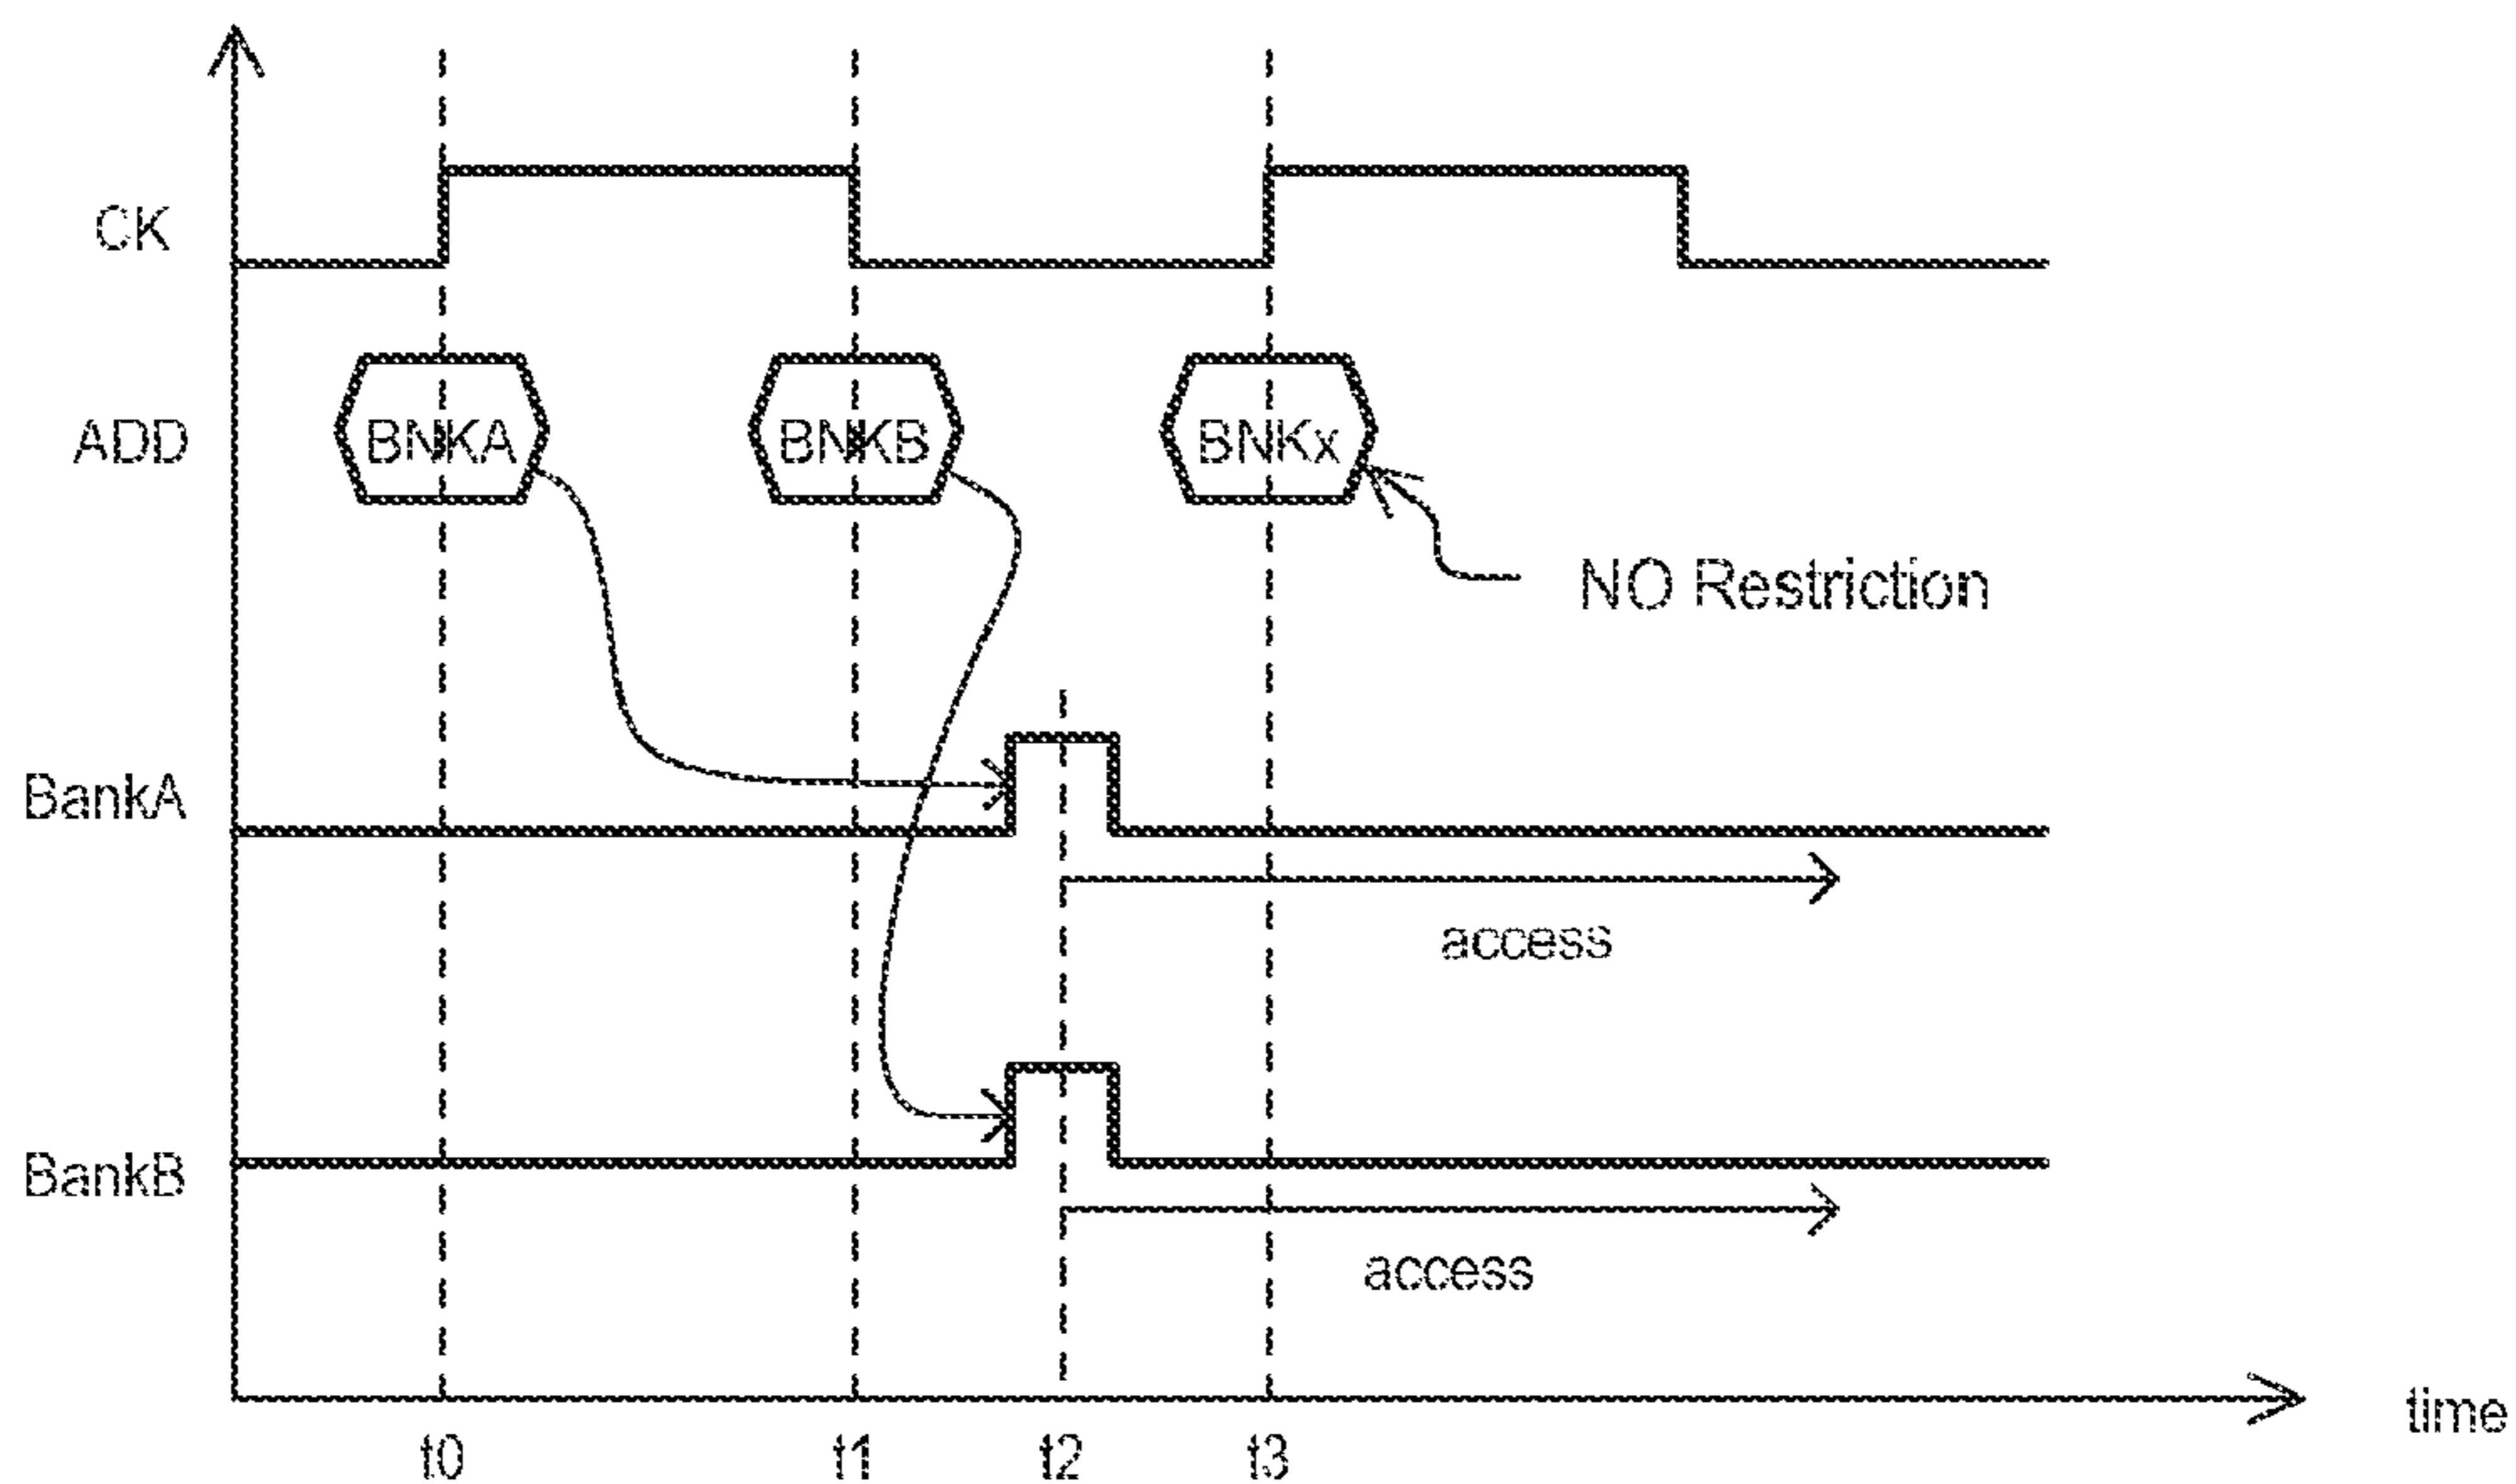 CK
ADD
BNKA
BNKB
BNKx
NO Restriction
BankA
access
BankB
access
time
t0
t1
t2
t3